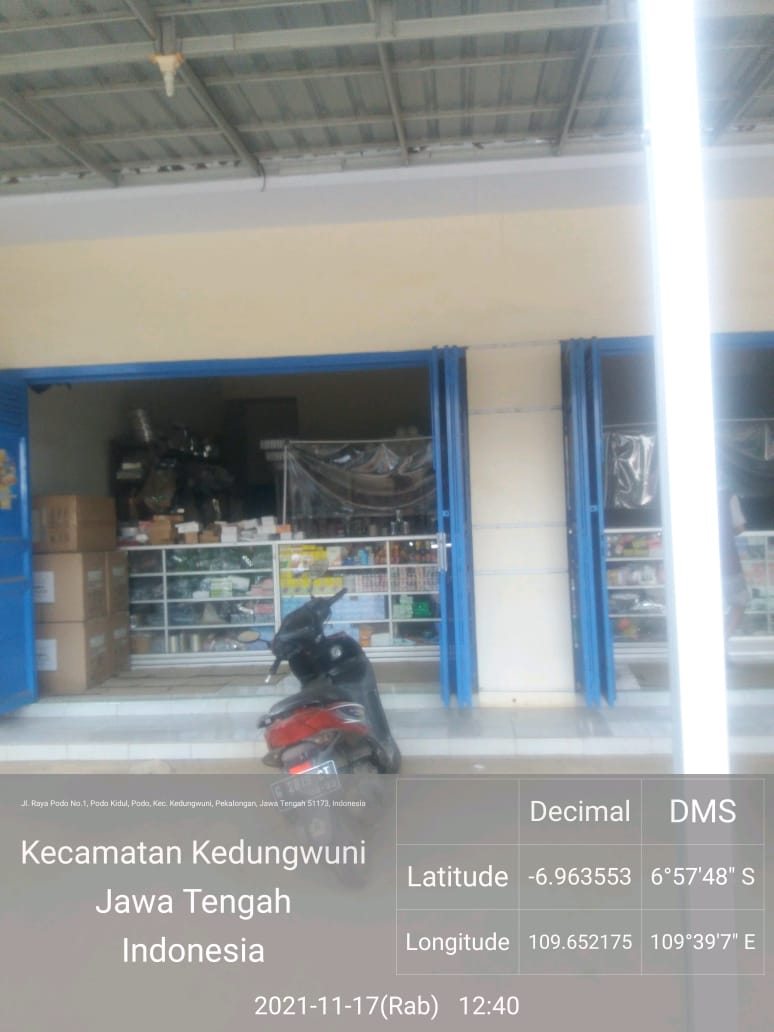 Jl. Raya Podo No.1, Podo Kidul, Podo, Kec. Kedungwuni, Pekalongan, Jawa Tengah 51173, Indonesia
Kecamatan Kedungwuni
Jawa Tengah
Indonesia
Decimal DMS
Latitude -6.963553 6°57'48" S
Longitude 109.652175 109°39'7" E
2021-11-17(Rab) 12:40